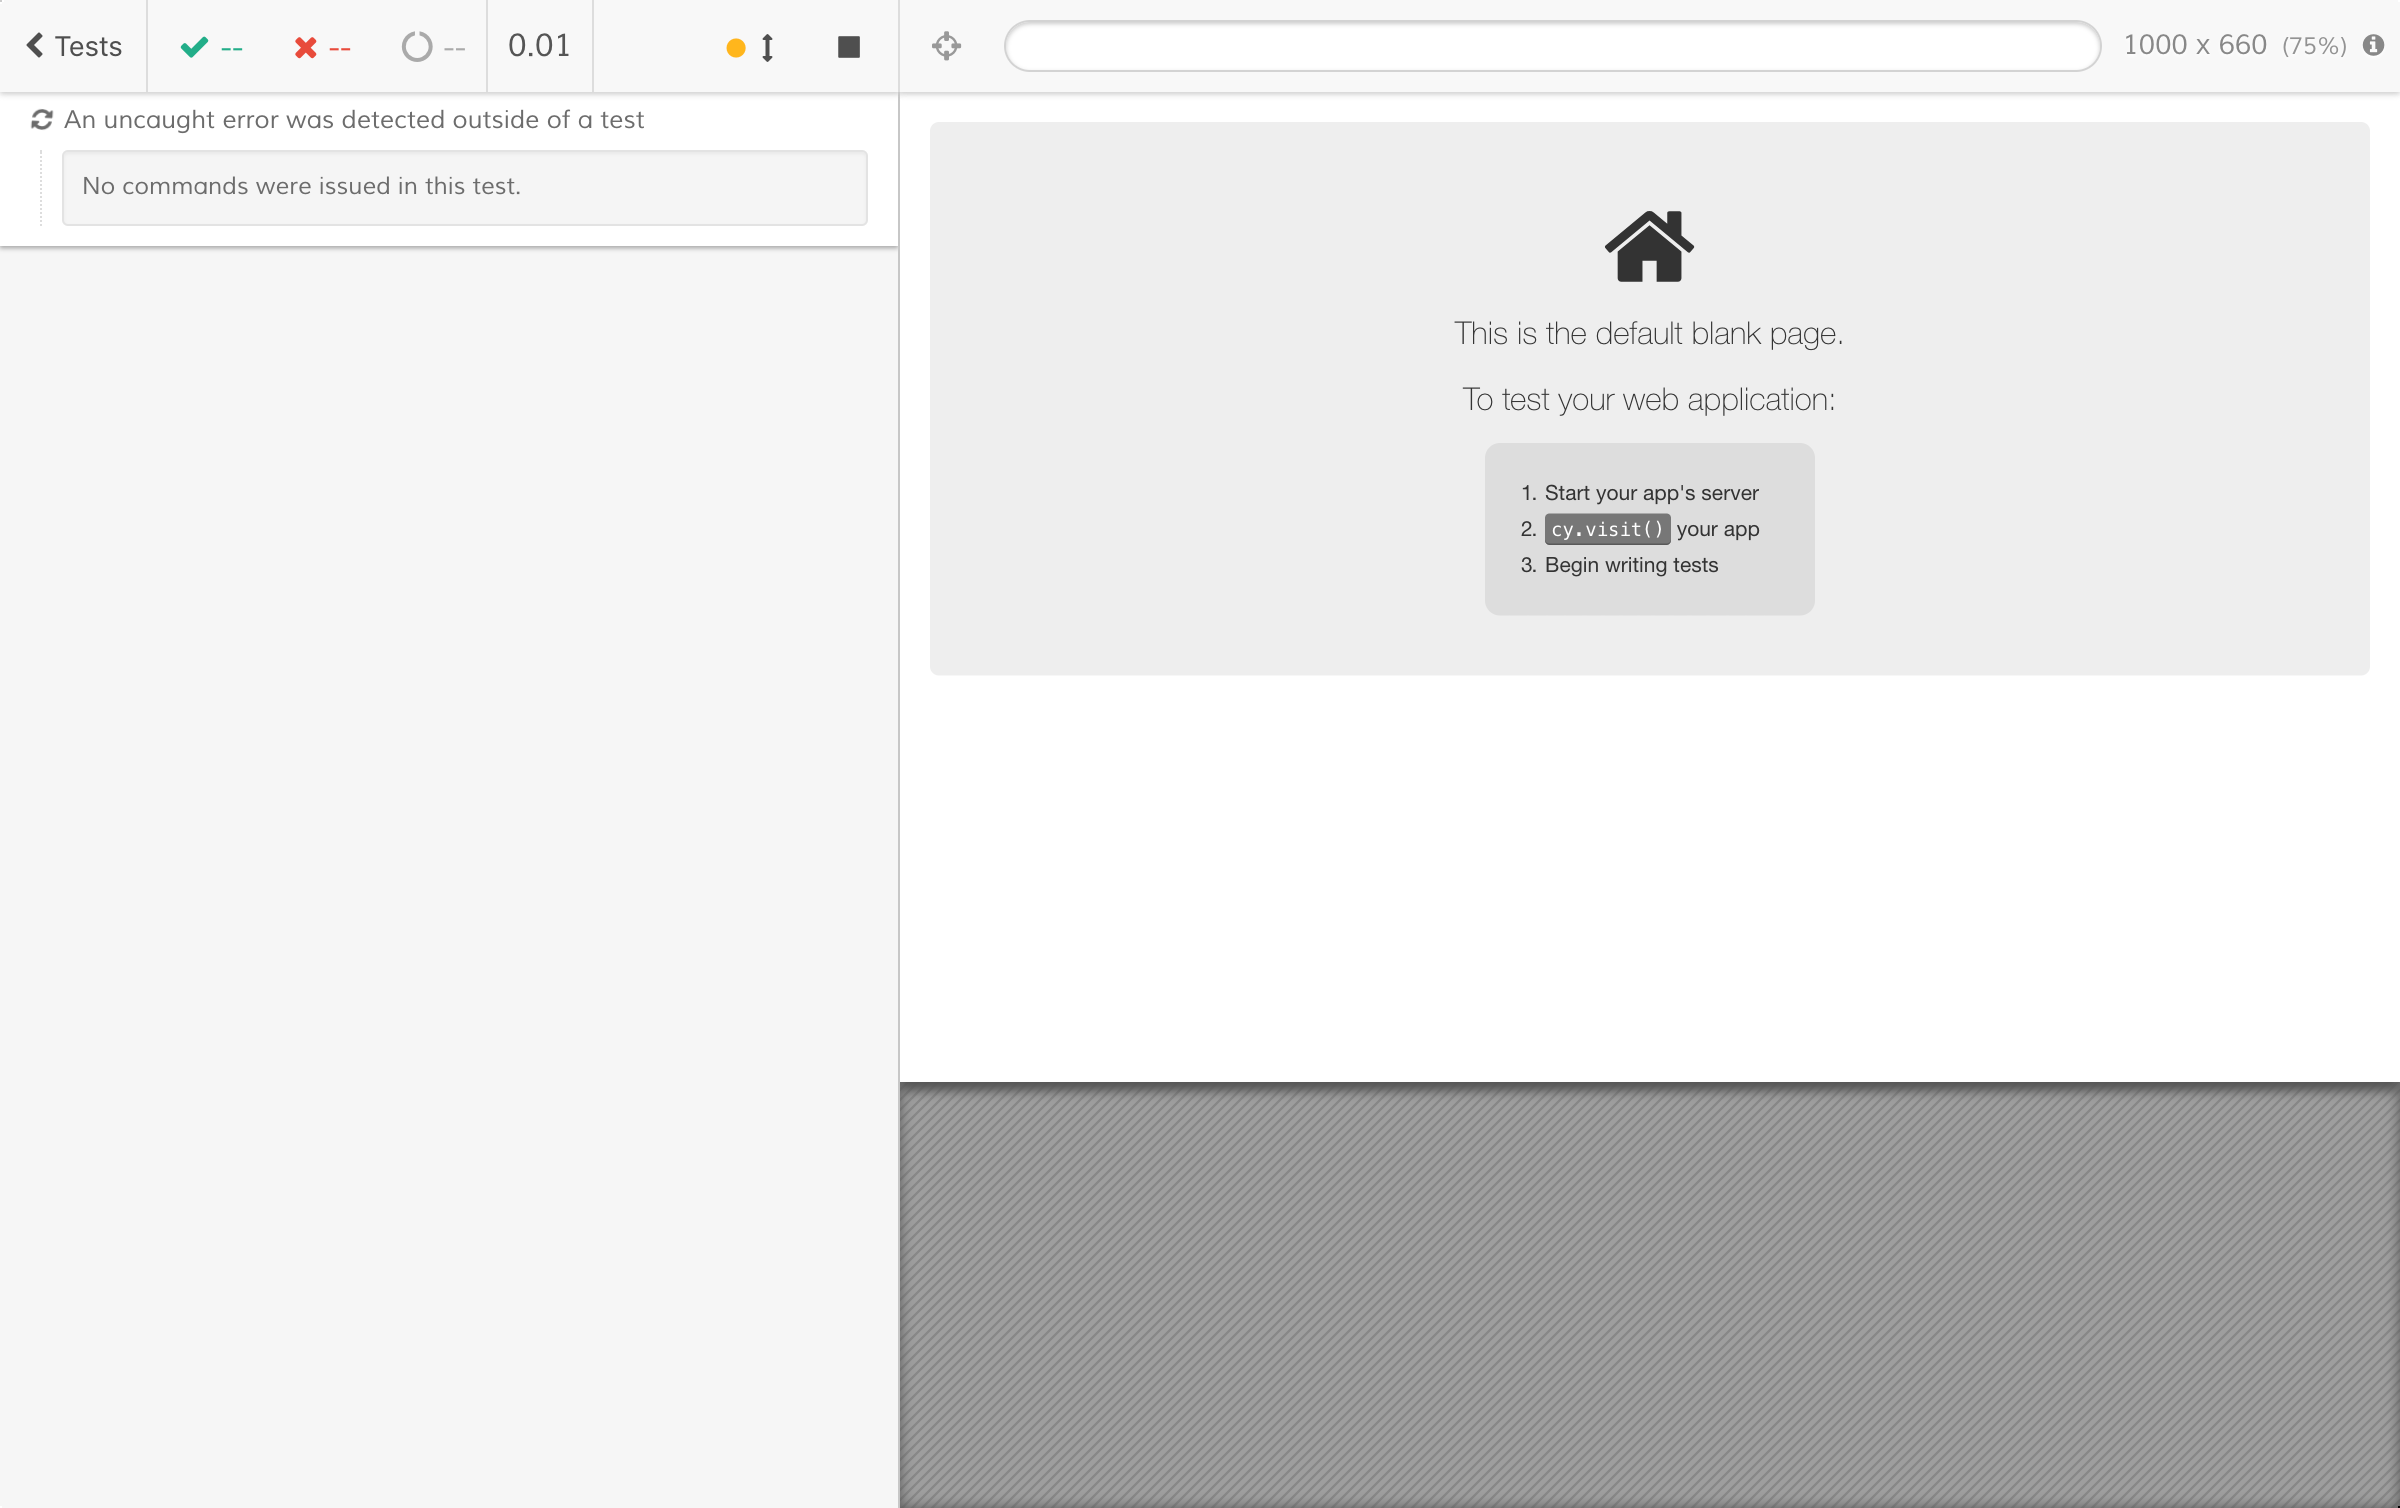 Tests
--
--
--
0.01
1000 x 660 (75%)
An uncaught error was detected outside of a test
No commands were issued in this test.
This is the default blank page.
To test your web application:
1. Start your app's server
2. cy.visit() your app
3. Begin writing tests